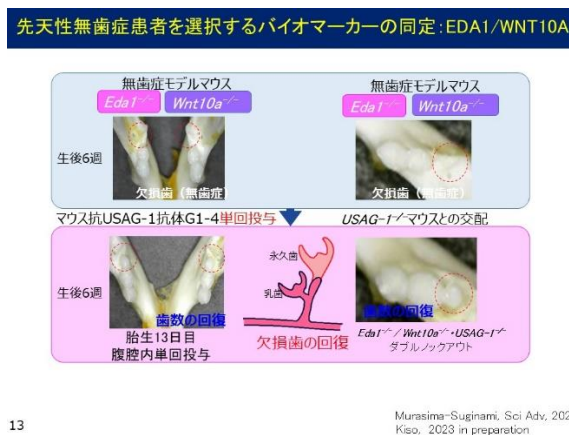 先天性無歯症患者を選択するバイオマーカーの同定:EDA1/WNT10A
無歯症モデルマウス
Eda1-/-
Wnt10a-/-
生後6週
欠損歯(無歯症)
無歯症モデルマウス
Eda1-/-
Wnt10a-/-
欠損歯(無歯症)
マウス抗USAG-1抗体G1-4単回投与
USAG-1-/-マウスとの交配
生後6週
歯数の回復
胎生13日目
腹腔内単回投与
永久歯
乳歯
欠損歯の回復
歯数の回復
Eda1-/-/Wnt10a-/-・USAG-1-/-
ダブルノックアウト
Murasima-Suginami, Sci Adv, 202
Kiso, 2023 in preparation
13